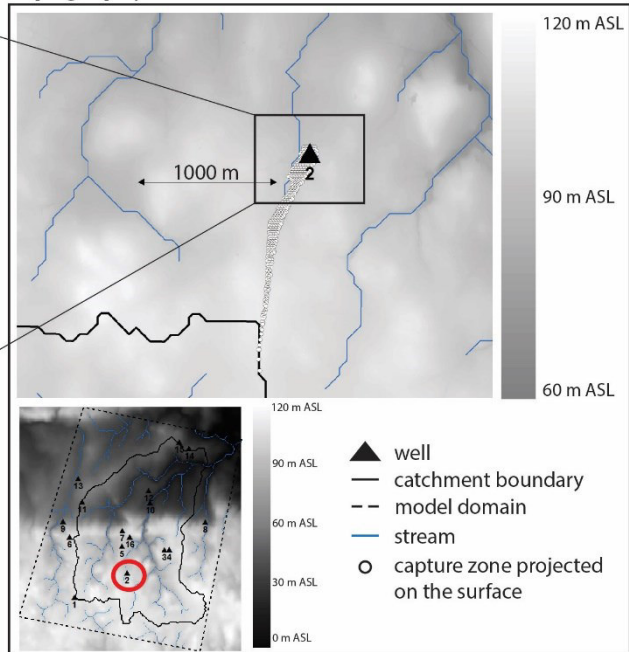 120 m ASL
1000 m
2
90 m ASL
60 m ASL
120 m ASL
90 m ASL
60 m ASL
30 m ASL
0 m ASL
14
13
11
12
10
9
8
7
6
16
5
34
2
1
well
catchment boundary
model domain
stream
capture zone projected
on the surface